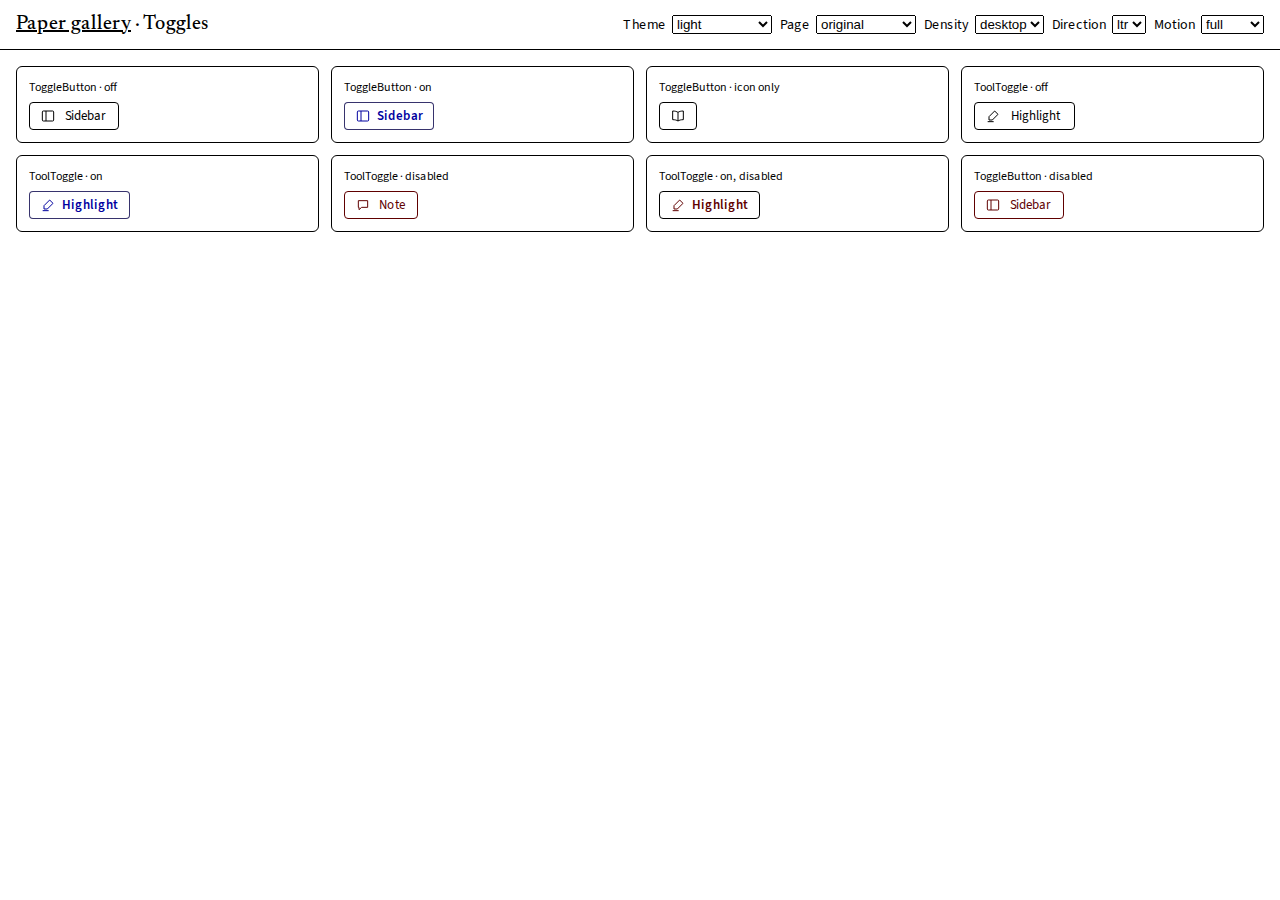 Paper gallery · Toggles
Theme light Page original Density desktop Direction ltr Motion full
ToggleButton · off
Sidebar
ToggleButton · on
Sidebar
ToggleButton · icon only
ToolToggle · off
Highlight
ToolToggle · on
Highlight
ToolToggle · disabled
Note
ToolToggle · on, disabled
Highlight
ToggleButton · disabled
Sidebar